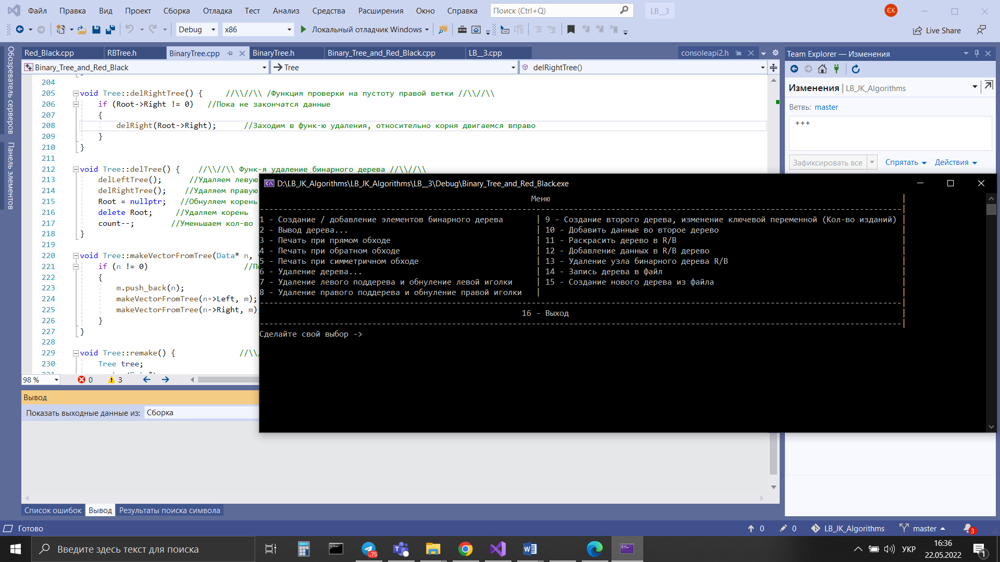 Файл Правка Вид Проект Сборка Отладка Тест Анализ Средства Расширения Окно Справка Поиск (Ctrl+Q) LB__3 ЄК
Debug x86 Локальный отладчик Windows Live Share
Обозреватель серверов
Панель элементов
Red_Black.cpp RBTree.h BinaryTree.cpp BinaryTree.h Binary_Tree_and_Red_Black.cpp LB__3.cpp consoleapi2.h
Binary_Tree_and_Red_Black Tree delRightTree()
204
205 void Tree::delRightTree() { //\\//\\ /Функция проверки на пустоту правой ветки //\\//\\
206 if (Root->Right != 0) //Пока не закончатся данные
207 {
208 delRight(Root->Right); //Заходим в функ-ю удаления, относительно корня двигаемся вправо
209 }
210 }
211
212 void Tree::delTree() { //\\//\\ Функ-я удаление бинарного дерева //\\//\\
213 delLeftTree(); //Удаляем левую
214 delRightTree(); //Удаляем правую
215 Root = nullptr; //Обнуляем корень
216 delete Root; //Удаляем корень
217 count--; //Уменьшаем кол-во
218 }
219
220 void Tree::makeVectorFromTree(Data* n,
221 if (n != 0)
222 {
223 m.push_back(n);
224 makeVectorFromTree(n->Left, m);
225 makeVectorFromTree(n->Right, m)
226 }
227 }
228
229 void Tree::remake() {
230 Tree tree;
98 % 0 3
Вывод
Показать выходные данные из: Сборка
Список ошибок Вывод Результаты поиска символа
Team Explorer — Изменения
Изменения | LB_JK_Algorithms
Ветвь: master
+++
Зафиксировать все Спрятать Действия
D:\LB_JK_Algorithms\LB_JK_Algorithms\LB__3\Debug\Binary_Tree_and_Red_Black.exe
Меню |
1 - Создание / добавление элементов бинарного дерева | 9 - Создание второго дерева, изменение ключевой переменной (Кол-во изданий) |
2 - Вывод дерева... | 10 - Добавить данные во второе дерево |
3 - Печать при прямом обходе | 11 - Раскрасить дерево в R/B |
4 - Печать при обратном обходе | 12 - Добавление данных в R/B дерево |
5 - Печать при симметричном обходе | 13 - Удаление узла бинарного дерева R/B |
6 - Удаление дерева... | 14 - Запись дерева в файл |
7 - Удаление левого поддерева и обнуление левой иголки | 15 - Создание нового дерева из файла |
8 - Удаление правого поддерева и обнуление правой иголки | |
16 - Выход |
Сделайте свой выбор ->
Готово 0 0 LB_JK_Algorithms master 3
Введите здесь текст для поиска ..75 УКР 16:36 1
22.05.2022